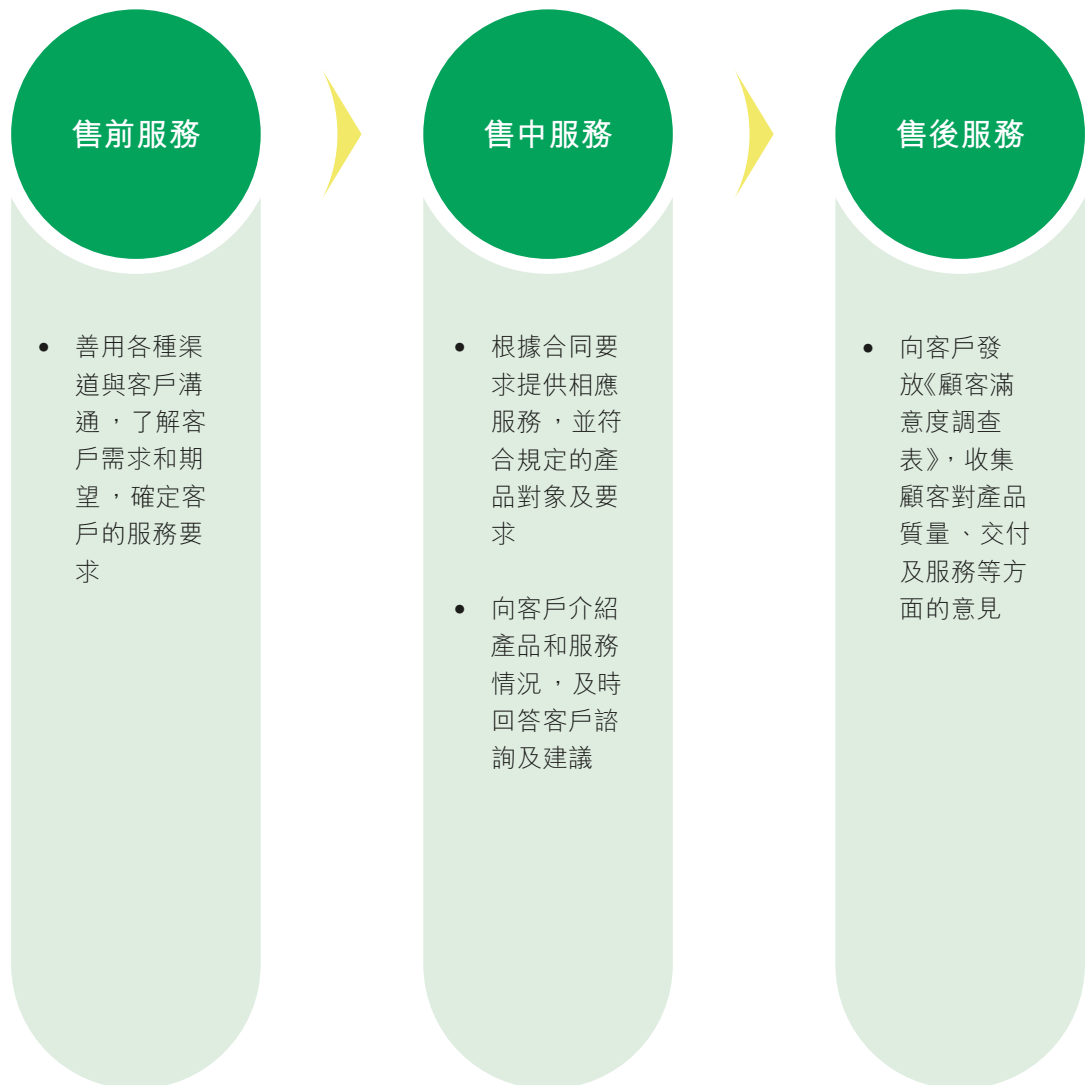 售前服務
• 善用各種渠
道與客戶溝
通，了解客
戶需求和期
望，確定客
戶的服務要
求
售中服務
• 根據合同要
求提供相應
服務，並符
合規定的產
品對象及要
求
• 向客戶介紹
產品和服務
情況，及時
回答客戶諮
詢及建議
售後服務
• 向客戶發
放《顧客滿
意度調查
表》，收集
顧客對產品
質量、交付
及服務等方
面的意見